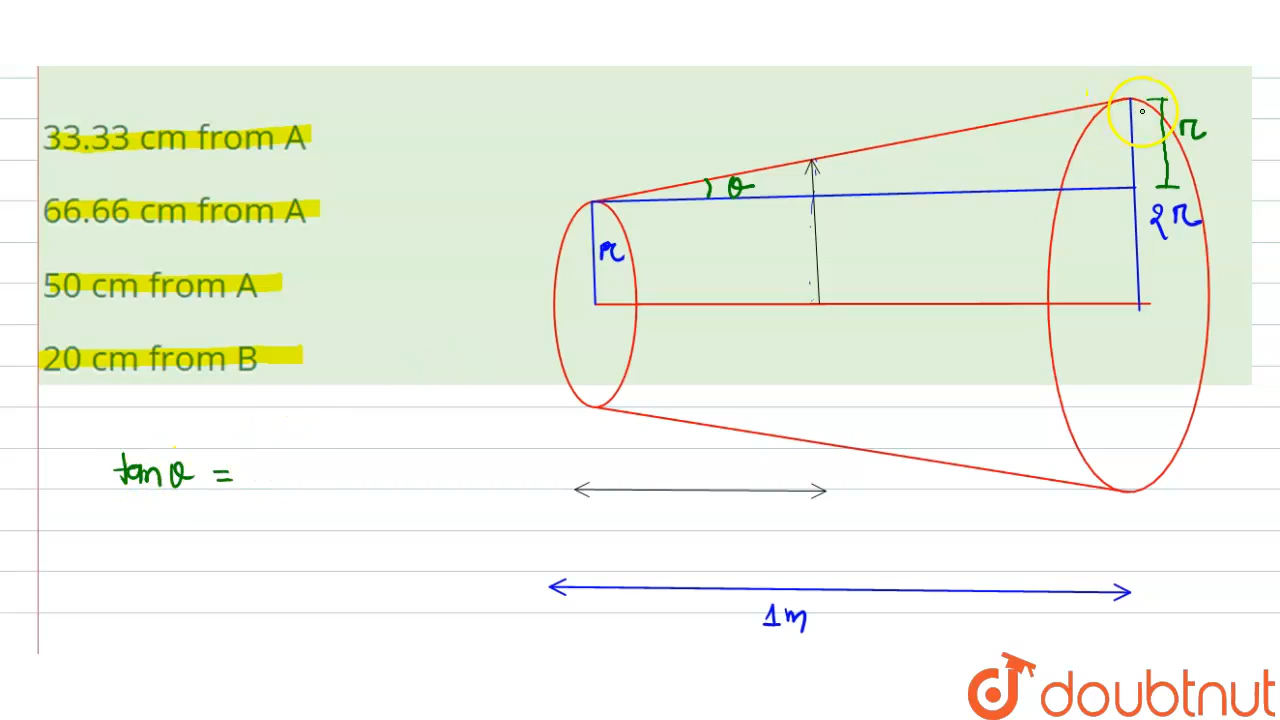 33.33 cm from A
66.66 cm from A
50 cm from A
20 cm from B
θ
r
r
2r
tan θ =
1m
doubtnut